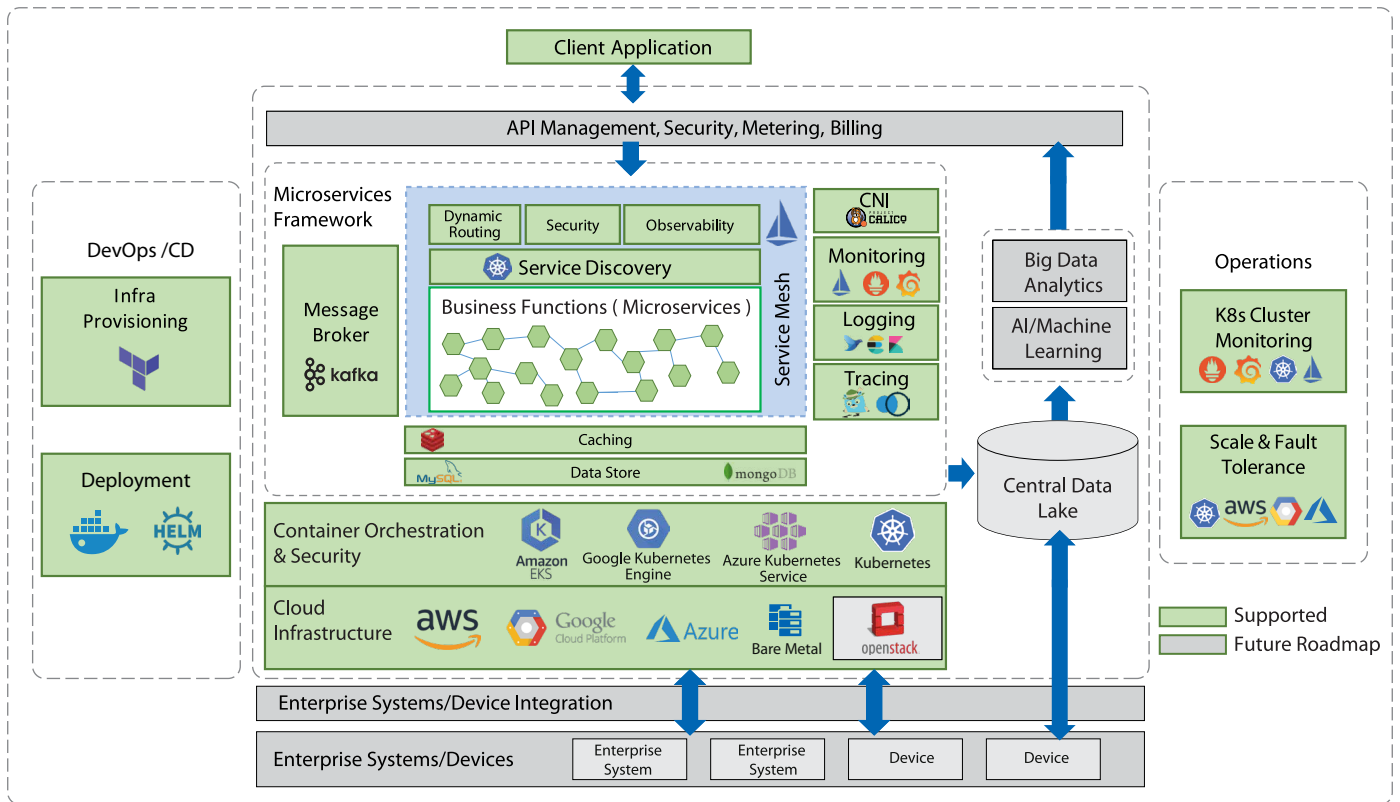 Client Application
API Management, Security, Metering, Billing
Microservices
Framework
Dynamic
Routing
Security
Observability
Service Discovery
Business Functions ( Microservices )
Service Mesh
Message
Broker
kafka
CNI
PROJECT
CALICO
Monitoring
Logging
Tracing
Caching
MySQL
Data Store
mongoDB
DevOps /CD
Infra
Provisioning
Deployment
HELM
Big Data
Analytics
AI/Machine
Learning
Central Data
Lake
Operations
K8s Cluster
Monitoring
Scale & Fault
Tolerance
aws
Container Orchestration
& Security
Amazon
EKS
Google Kubernetes
Engine
Azure Kubernetes
Service
Kubernetes
Cloud
Infrastructure
aws
Google
Cloud Platform
Azure
Bare Metal
openstack
Supported
Future Roadmap
Enterprise Systems/Device Integration
Enterprise Systems/Devices
Enterprise
System
Enterprise
System
Device
Device